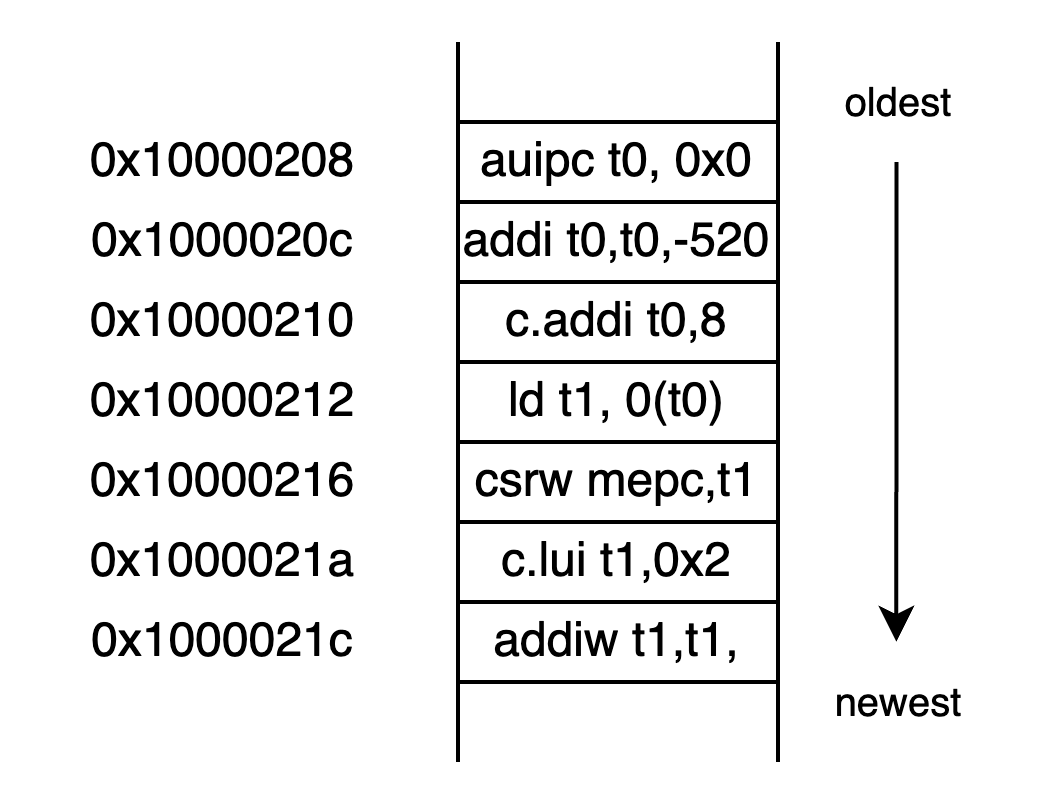 oldest
0x10000208 auipc t0, 0x0
0x1000020c addi t0,t0,-520
0x10000210 c.addi t0,8
0x10000212 ld t1, 0(t0)
0x10000216 csrw mepc,t1
0x1000021a c.lui t1,0x2
0x1000021c addiw t1,t1,
newest